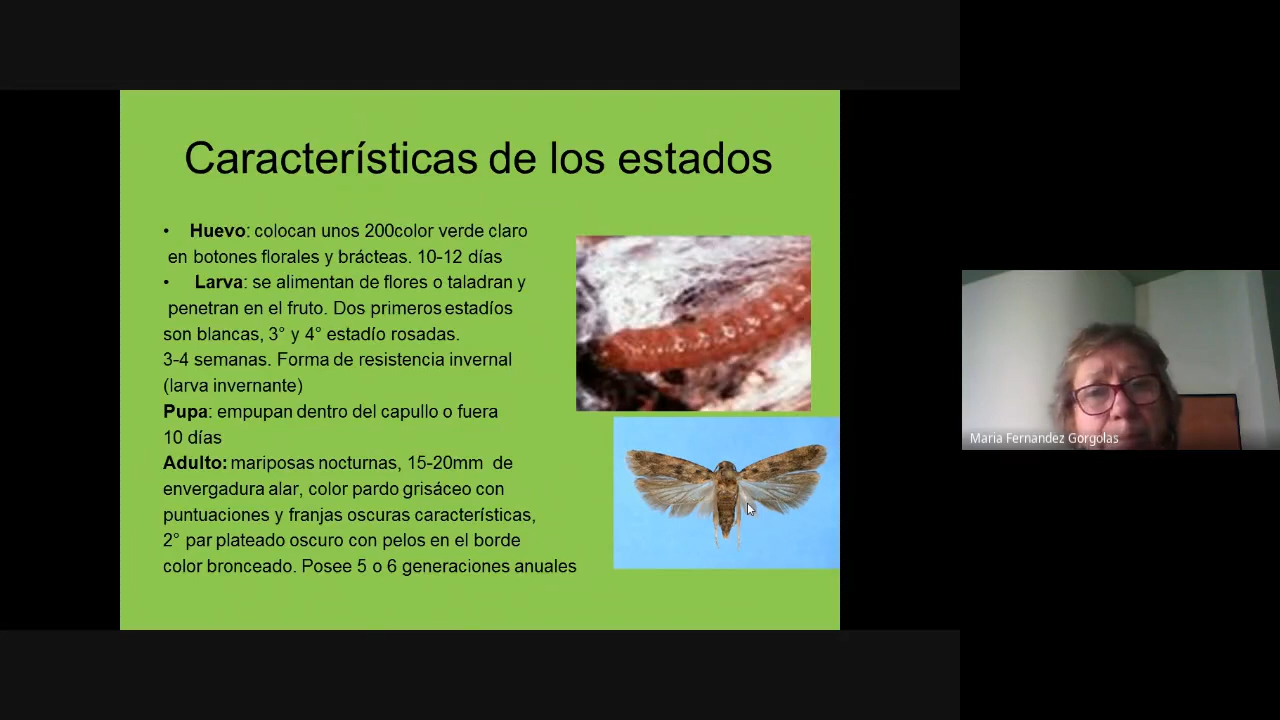 Características de los estados
• Huevo: colocan unos 200color verde claro
en botones florales y brácteas. 10-12 días
• Larva: se alimentan de flores o taladran y
penetran en el fruto. Dos primeros estadíos
son blancas, 3° y 4° estadío rosadas.
3-4 semanas. Forma de resistencia invernal
(larva invernante)
Pupa: empupan dentro del capullo o fuera
10 días
Adulto: mariposas nocturnas, 15-20mm de
envergadura alar, color pardo grisáceo con
puntuaciones y franjas oscuras características,
2° par plateado oscuro con pelos en el borde
color bronceado. Posee 5 o 6 generaciones anuales
Maria Fernandez Gorgolas